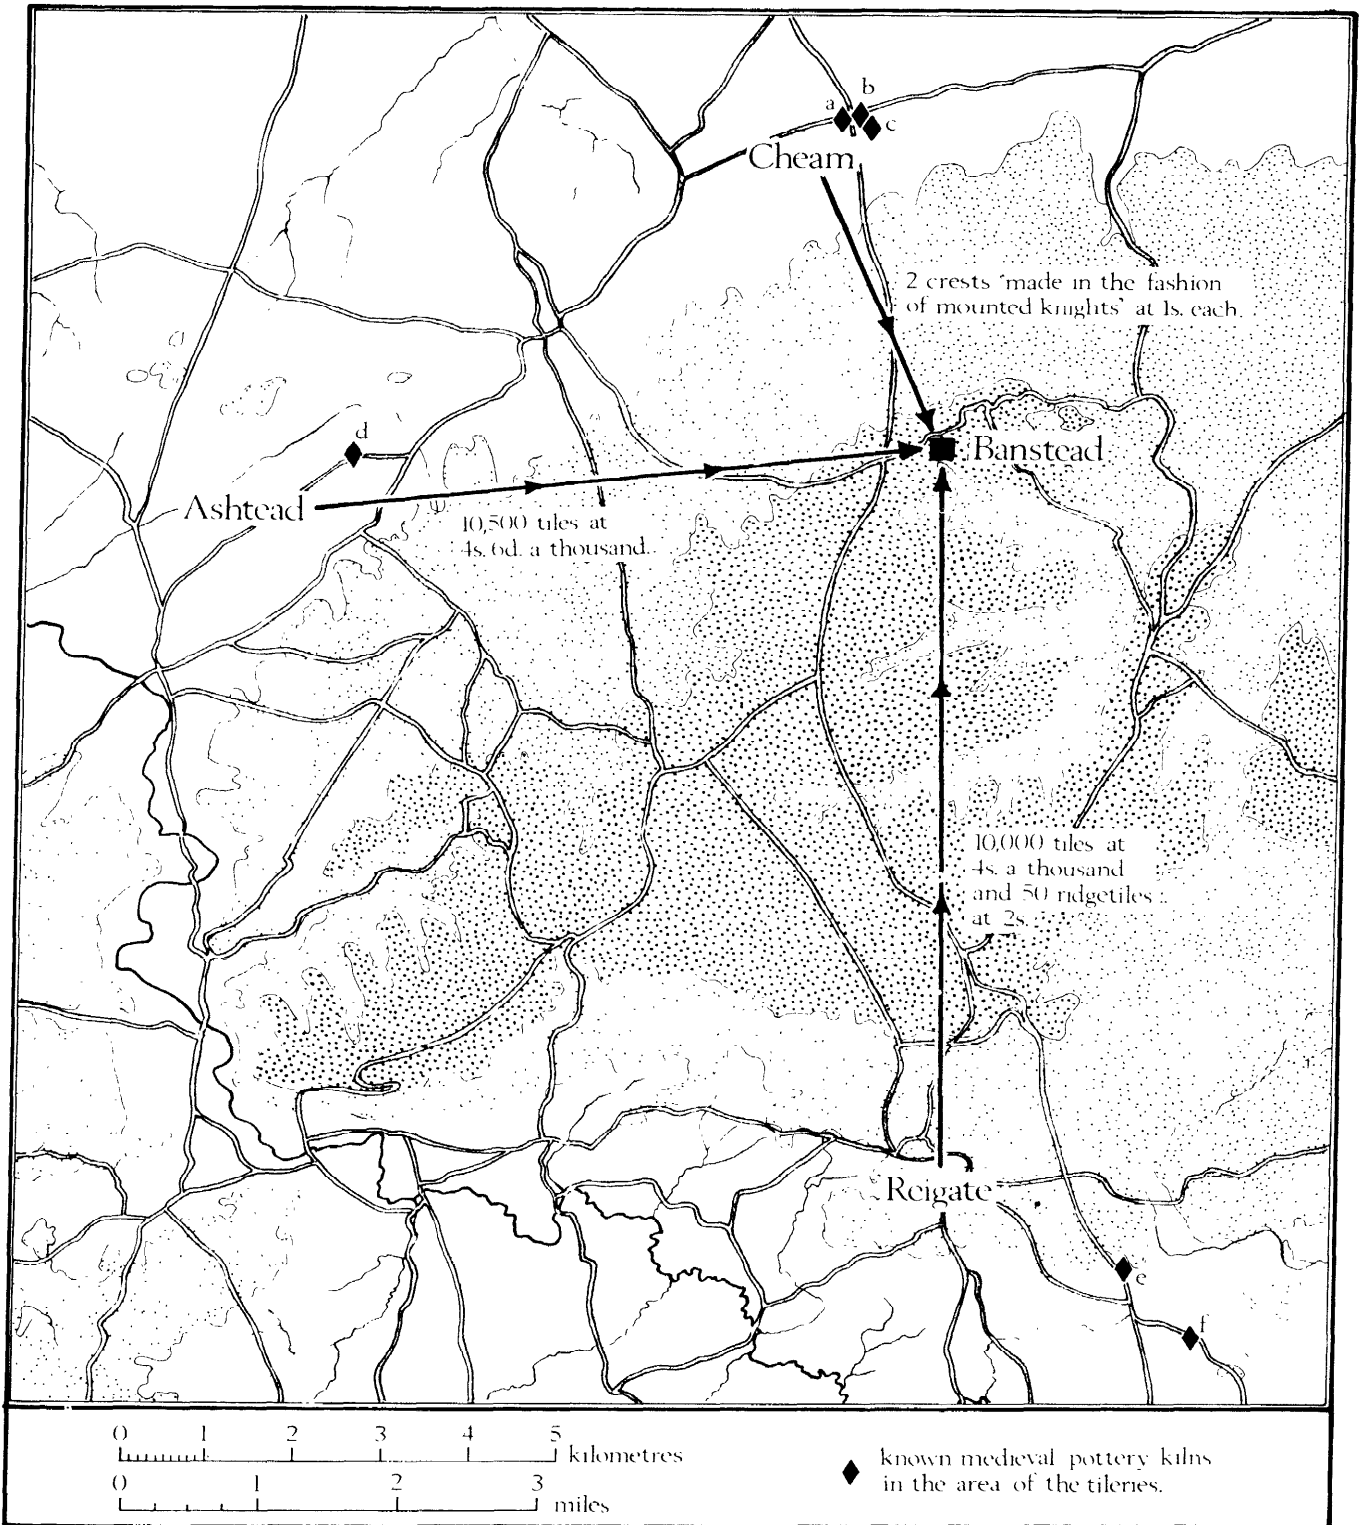 b
a
c
Cheam
2 crests ‘made in the fashion
of mounted knights’ at 1s. each.
d
Banstead
Ashtead
10,500 tiles at
4s. 6d. a thousand.
10,000 tiles at
4s. a thousand
and 50 ridgetiles
at 2s.
Reigate
e
f
0 1 2 3 4 5
kilometres
0 1 2 3
miles
known medieval pottery kilns
in the area of the tileries.